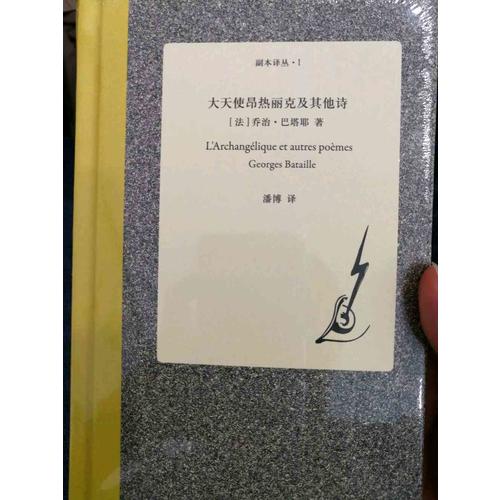 副本译丛·1
大天使昂热丽克及其他诗
[法]乔治·巴塔耶 著
L'Archangélique et autres poèmes
Georges Bataille
潘博 译